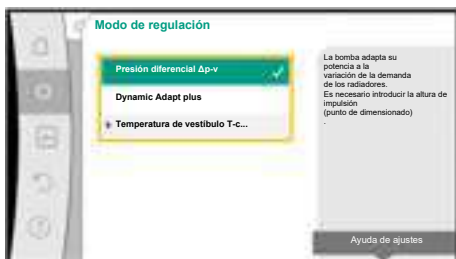 Modo de regulación
Presión diferencial Δp-v
Dynamic Adapt plus
+ Temperatura de vestíbulo T-c...
La bomba adapta su
potencia a la
variación de la demanda
de los radiadores.
Es necesario introducir la altura de
impulsión
(punto de dimensionado)
.
Ayuda de ajustes